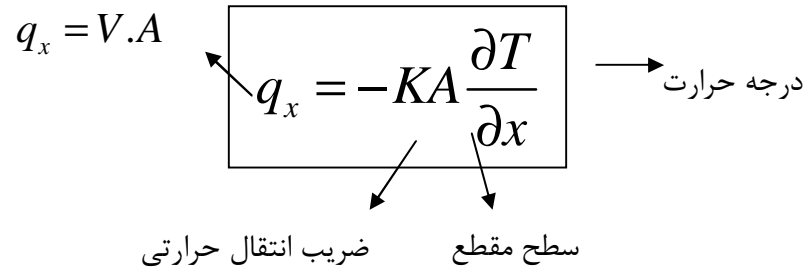 q_x = V.A
q_x = -KA ∂T/∂x
درجه حرارت
ضریب انتقال حرارتی
سطح مقطع